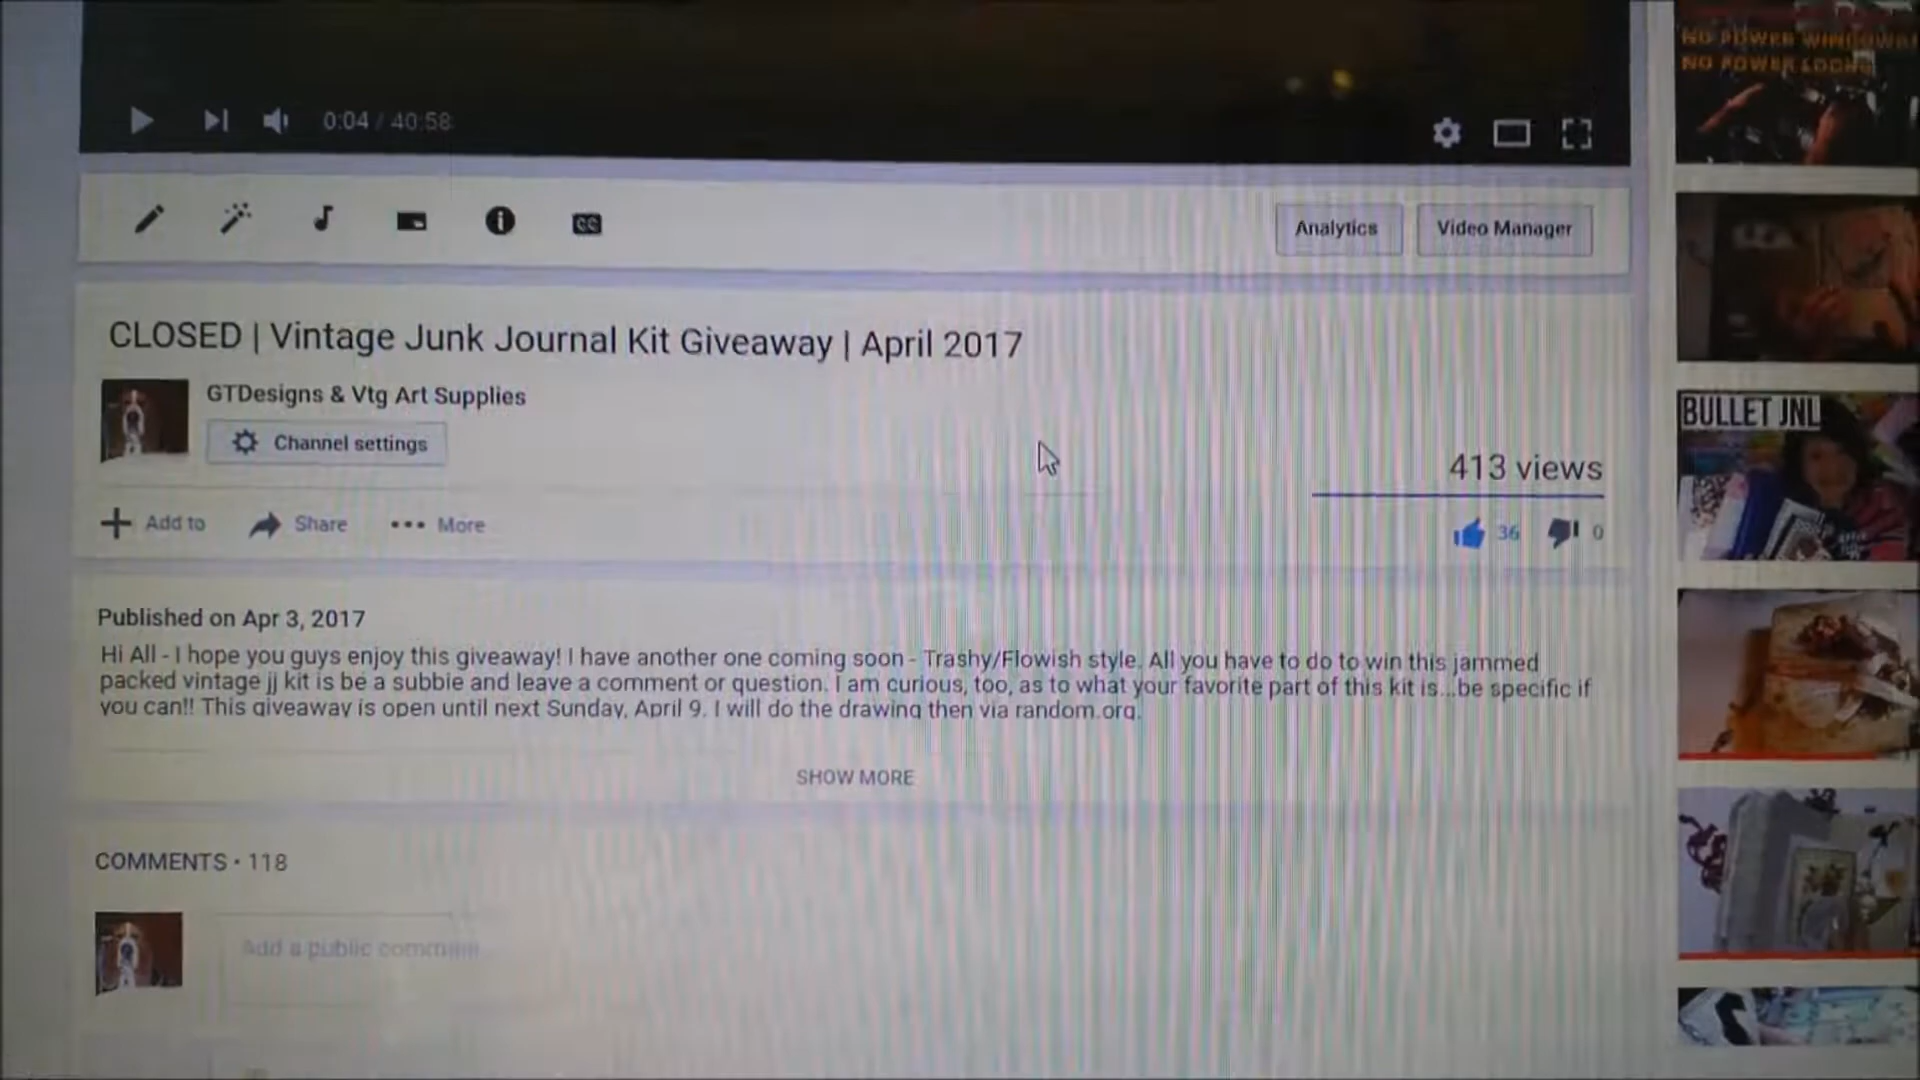 NO POWER WINDOWS
NO POWER LOCKS
0:04 / 40:58
CC
Analytics
Video Manager
CLOSED | Vintage Junk Journal Kit Giveaway | April 2017
GTDesigns & Vtg Art Supplies
Channel settings
BULLET JNL
413 views
Add to
Share
More
36
0
Published on Apr 3, 2017
Hi All - I hope you guys enjoy this giveaway! I have another one coming soon - Trashy/Flowish style. All you have to do to win this jammed
packed vintage jj kit is be a subbie and leave a comment or question. I am curious, too, as to what your favorite part of this kit is...be specific if
you can!! This giveaway is open until next Sunday, April 9. I will do the drawing then via random.org.
SHOW MORE
COMMENTS • 118
Add a public comment